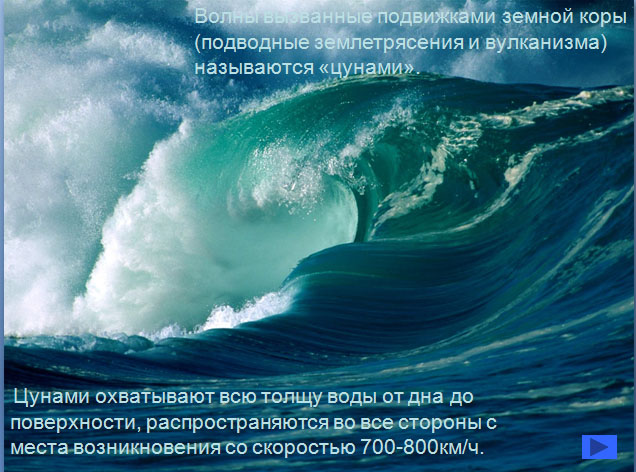 Волны вызванные подвижками земной коры
(подводные землетрясения и вулканизма)
называются «цунами».
Цунами охватывают всю толщу воды от дна до
поверхности, распространяются во все стороны с
места возникновения со скоростью 700-800км/ч.